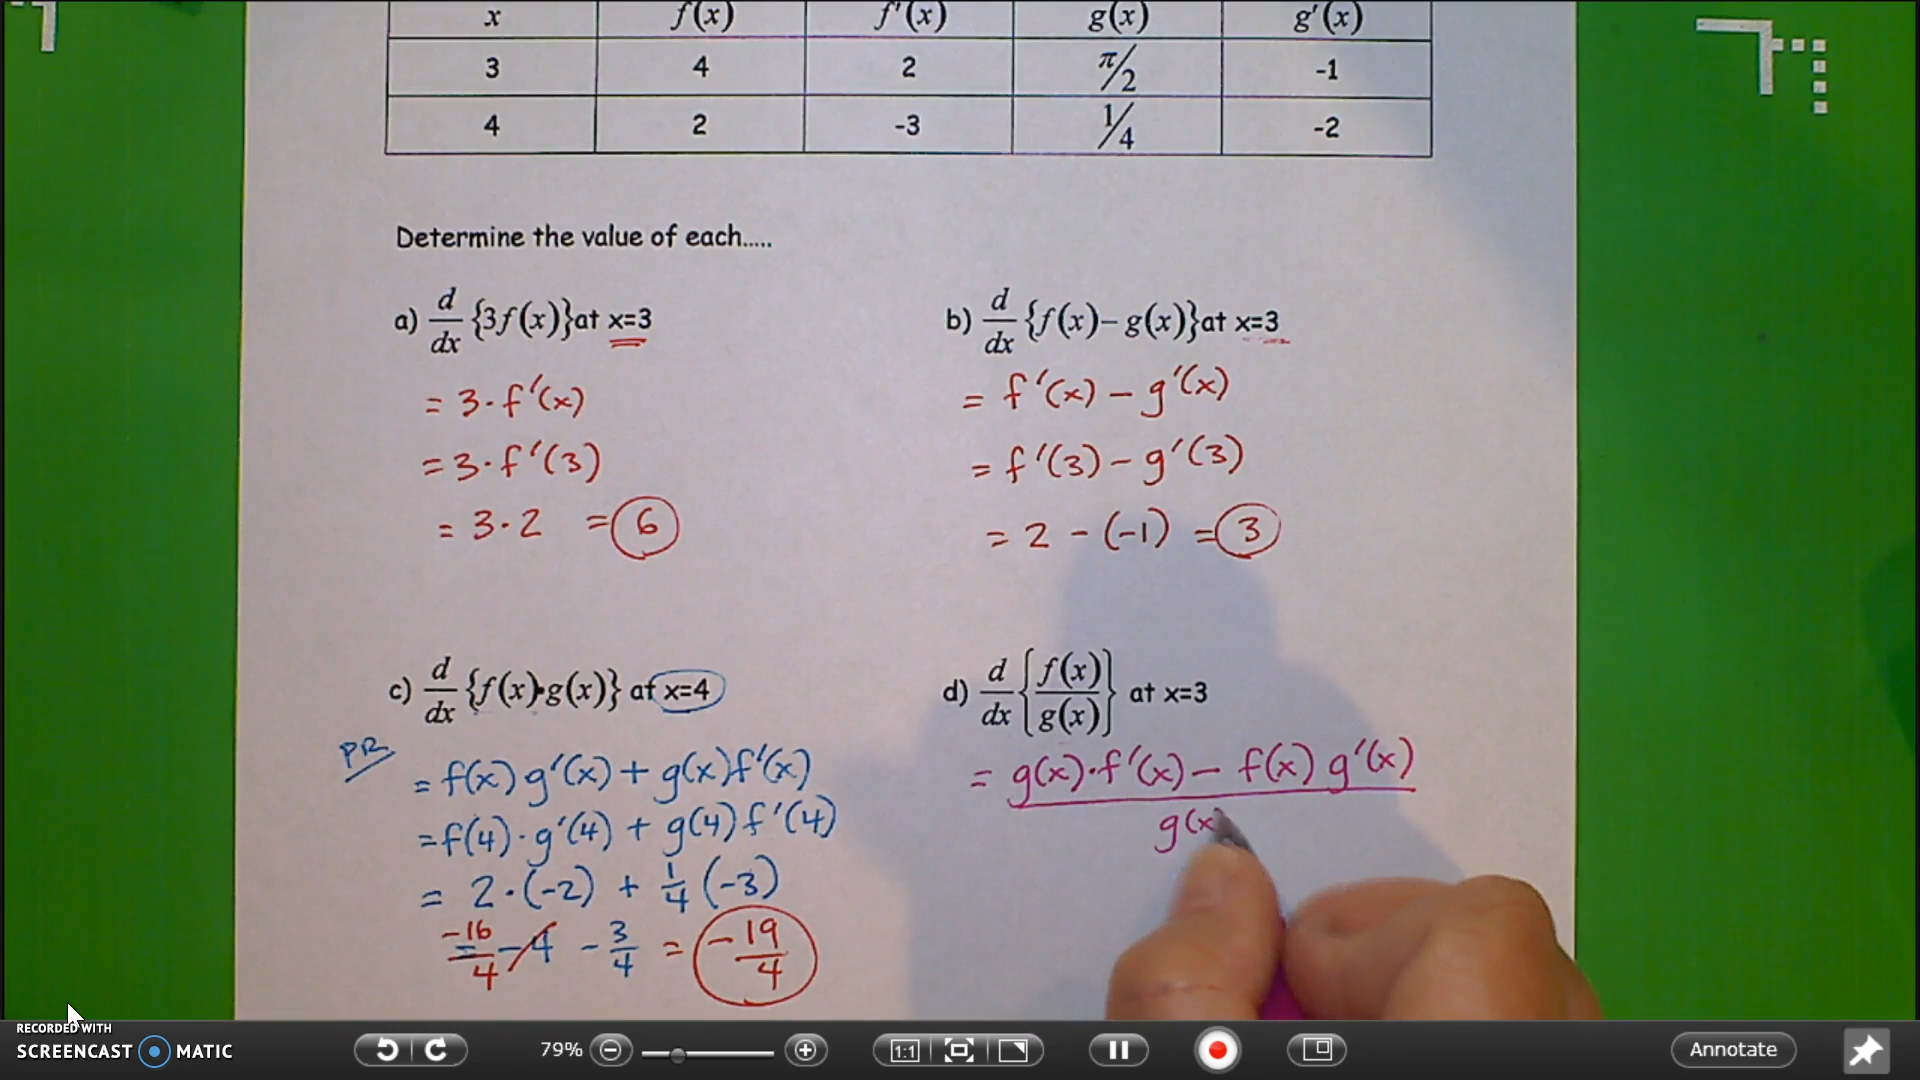 x f(x) f'(x) g(x) g'(x)
3 4 2 π/2 -1
4 2 -3 1/4 -2
Determine the value of each.....
a) d/dx {3f(x)} at x=3
= 3·f'(x)
= 3·f'(3)
= 3·2 = 6
b) d/dx {f(x)-g(x)} at x=3
= f'(x) - g'(x)
= f'(3) - g'(3)
= 2 - (-1) = 3
c) d/dx {f(x)·g(x)} at x=4
PR
= f(x) g'(x) + g(x) f'(x)
= f(4)·g'(4) + g(4) f'(4)
= 2·(-2) + 1/4 (-3)
= -16/4 -4 - 3/4 = -19/4
d) d/dx {f(x)/g(x)} at x=3
= g(x)·f'(x) - f(x) g'(x)
g(x)
RECORDED WITH
SCREENCAST MATIC
79%
1:1
Annotate